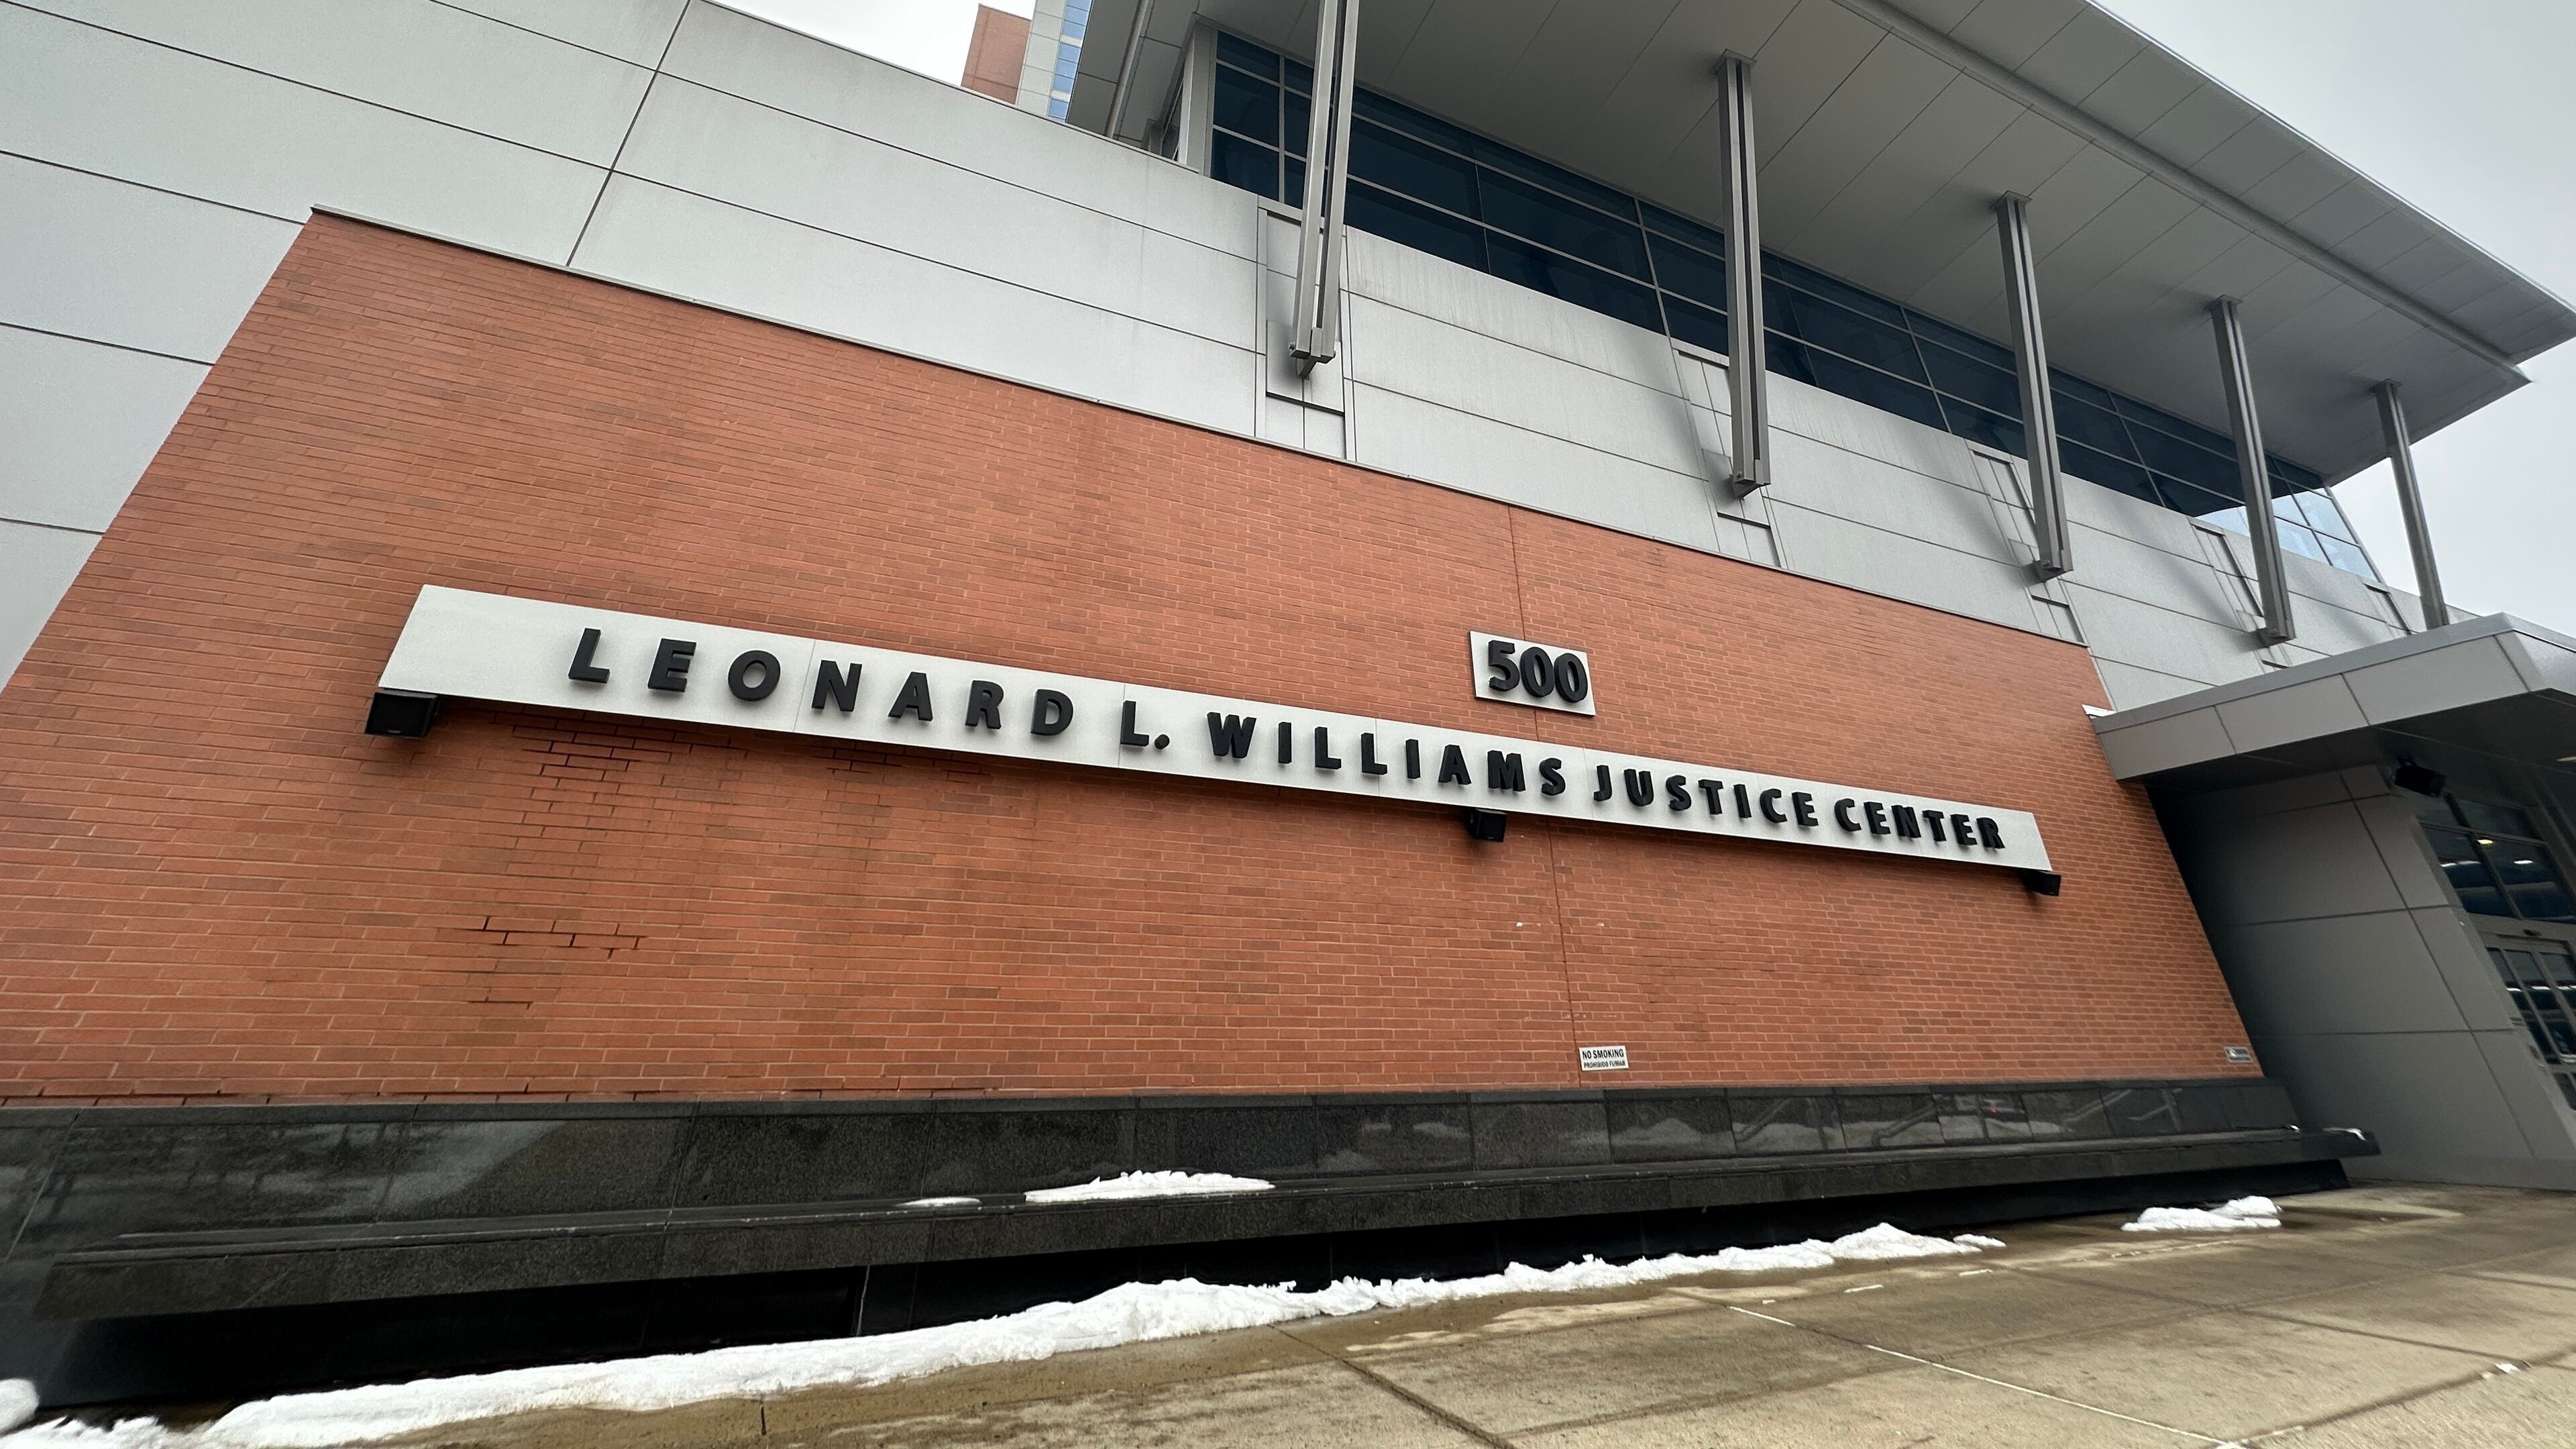 500
LEONARD L. WILLIAMS JUSTICE CENTER
NO SMOKING
PROHIBIDO FUMAR